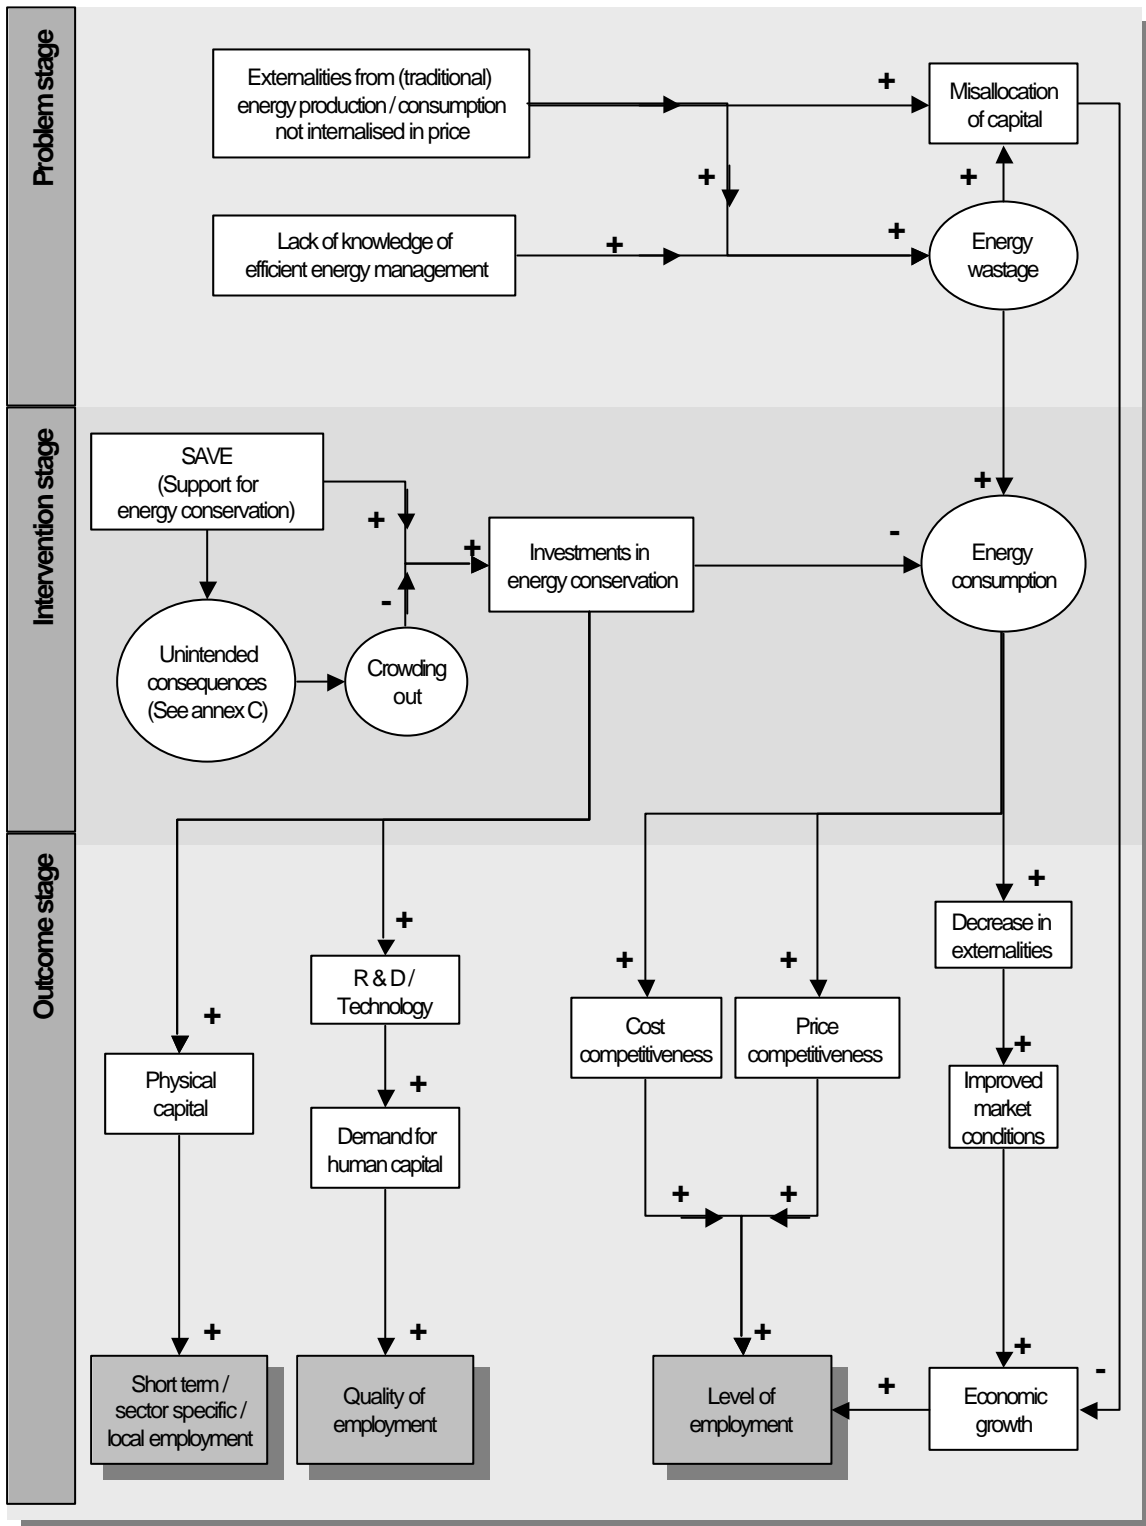 Problem stage
Externalities from (traditional)
energy production / consumption
not internalised in price
+
Misallocation
of capital
+
+
Lack of knowledge of
efficient energy management
+
+
Energy
wastage
Intervention stage
SAVE
(Support for
energy conservation)
+
+
-
Unintended
consequences
(See annex C)
Crowding
out
Investments in
energy conservation
-
+
Energy
consumption
Outcome stage
+
Decrease in
externalities
+
R & D /
Technology
+
Cost
competitiveness
+
Price
competitiveness
+
Physical
capital
+
Improved
market
conditions
+
Demand for
human capital
+
+
+
Short term /
sector specific /
local employment
+
Quality of
employment
+
Level of
employment
+
+
Economic
growth
-